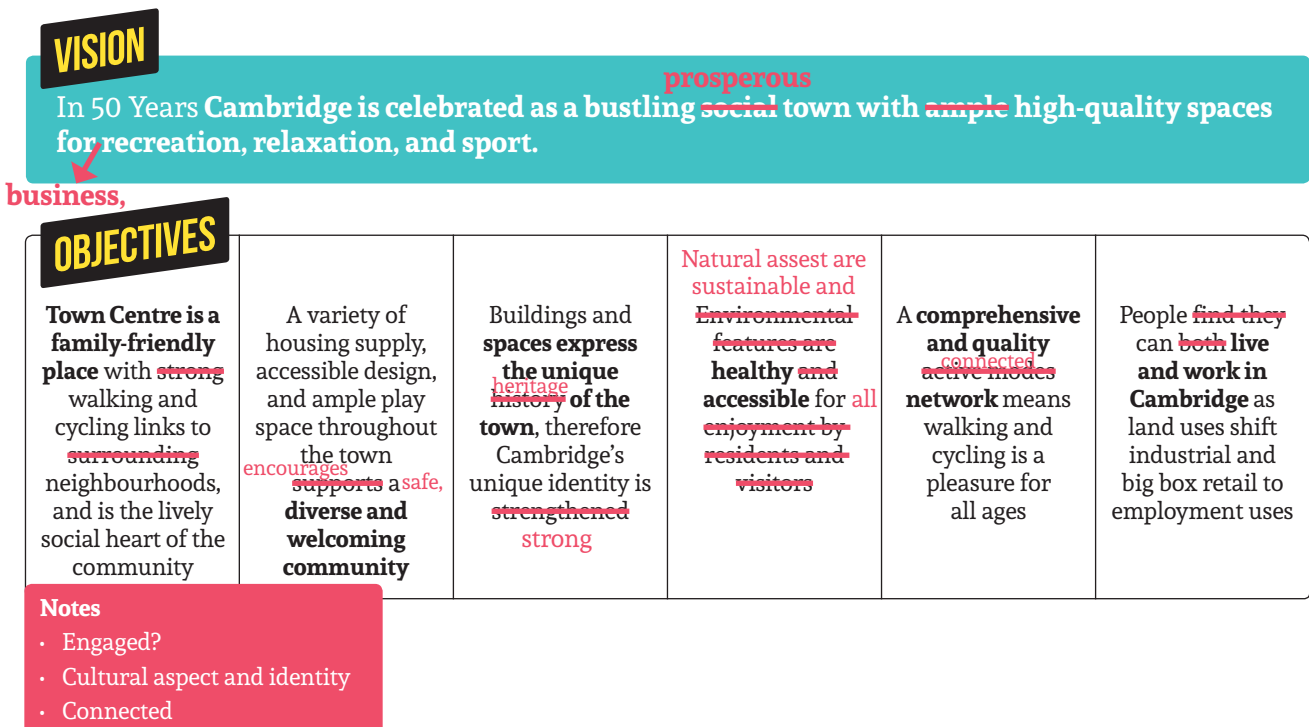 VISION
prosperous
In 50 Years Cambridge is celebrated as a bustling social town with ample high-quality spaces
for recreation, relaxation, and sport.
business,
OBJECTIVES
Town Centre is a
family-friendly
place with strong
walking and
cycling links to
surrounding
neighbourhoods,
and is the lively
social heart of the
community
A variety of
housing supply,
accessible design,
and ample play
space throughout
the town
encourages
supports a safe,
diverse and
welcoming
community
Buildings and
spaces express
the unique
heritage
history of the
town, therefore
Cambridge's
unique identity is
strengthened
strong
Natural assest are
sustainable and
Environmental
features are
healthy and
accessible for all
enjoyment by
residents and
visitors
A comprehensive
and quality
connected
active modes
network means
walking and
cycling is a
pleasure for
all ages
People find they
can both live
and work in
Cambridge as
land uses shift
industrial and
big box retail to
employment uses
Notes
· Engaged?
· Cultural aspect and identity
· Connected